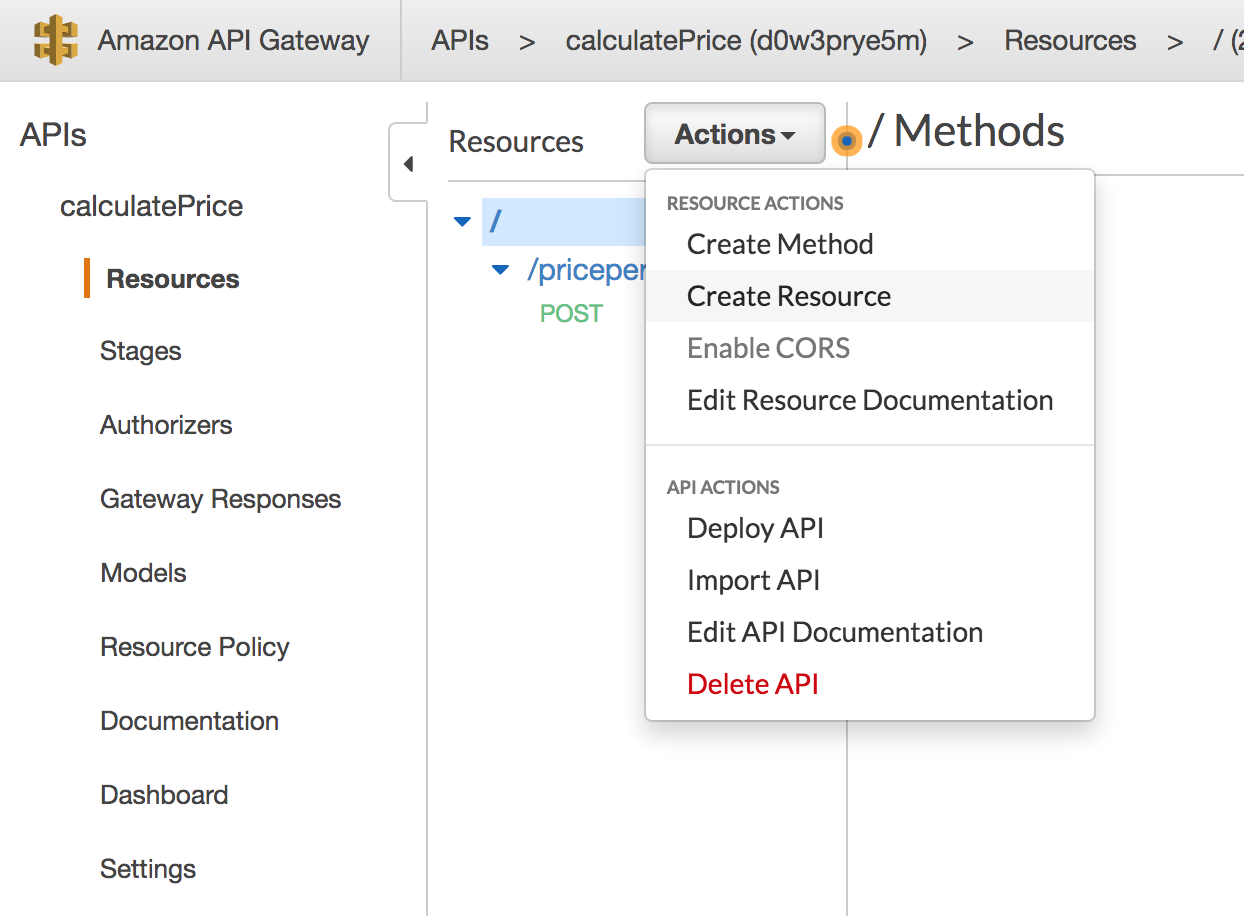 Amazon API Gateway APIs > calculatePrice (d0w3prye5m) > Resources > / (2
APIs
Resources
Actions
/ Methods
calculatePrice
Resources
Stages
Authorizers
Gateway Responses
Models
Resource Policy
Documentation
Dashboard
Settings
/
/priceper
POST
RESOURCE ACTIONS
Create Method
Create Resource
Enable CORS
Edit Resource Documentation
API ACTIONS
Deploy API
Import API
Edit API Documentation
Delete API